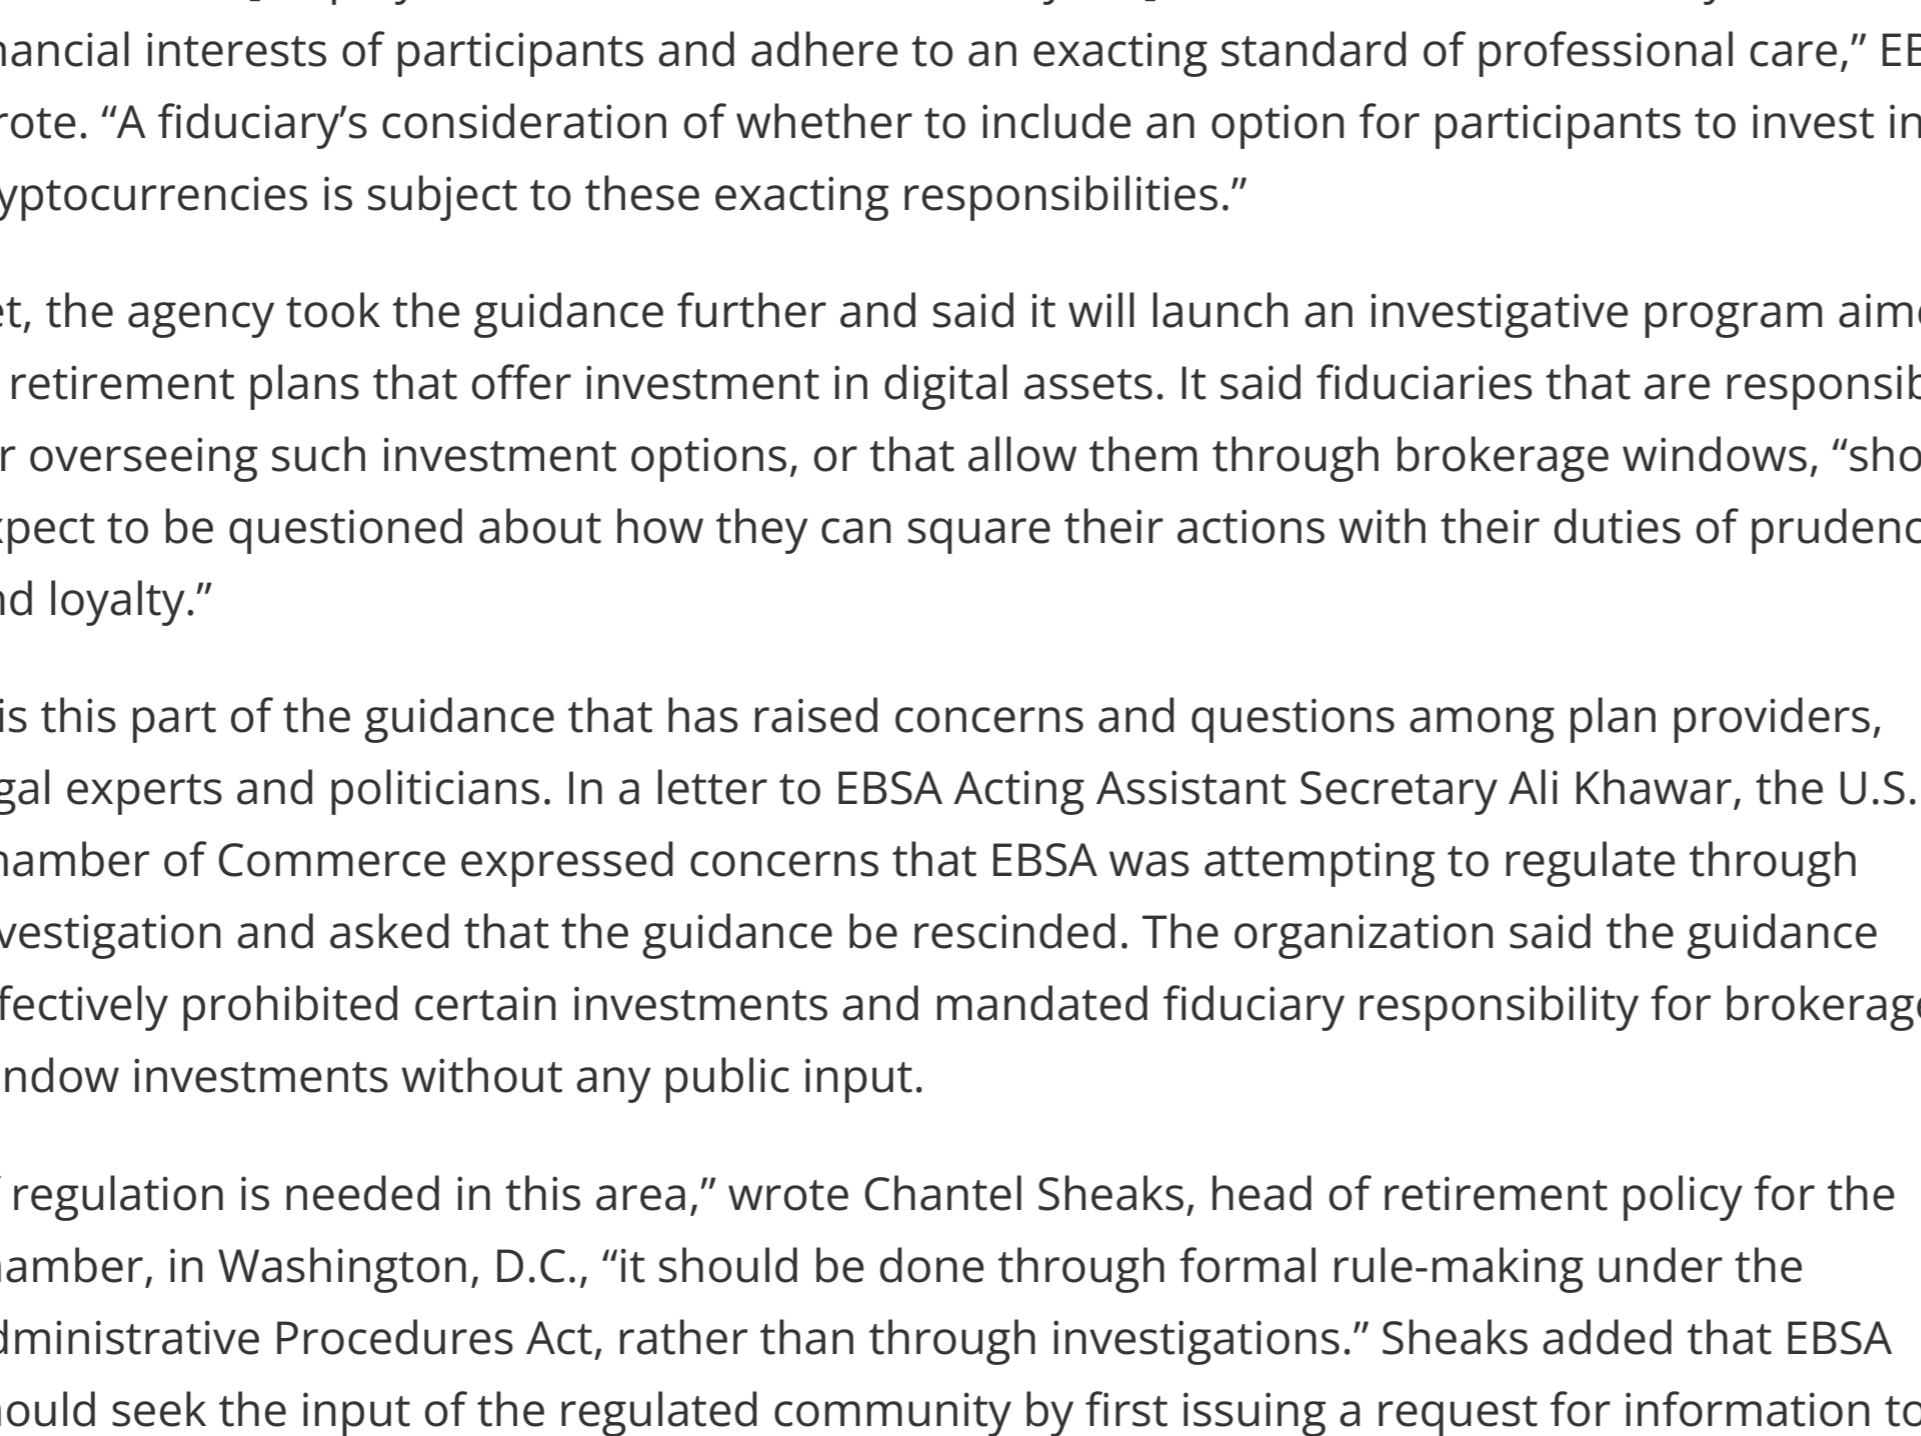 nancial interests of participants and adhere to an exacting standard of professional care,” EB
rote. “A fiduciary’s consideration of whether to include an option for participants to invest in
yptocurrencies is subject to these exacting responsibilities.”
et, the agency took the guidance further and said it will launch an investigative program aime
retirement plans that offer investment in digital assets. It said fiduciaries that are responsib
r overseeing such investment options, or that allow them through brokerage windows, “sho
xpect to be questioned about how they can square their actions with their duties of prudenc
nd loyalty.”
is this part of the guidance that has raised concerns and questions among plan providers,
gal experts and politicians. In a letter to EBSA Acting Assistant Secretary Ali Khawar, the U.S.
hamber of Commerce expressed concerns that EBSA was attempting to regulate through
vestigation and asked that the guidance be rescinded. The organization said the guidance
fectively prohibited certain investments and mandated fiduciary responsibility for brokerage
ndow investments without any public input.
regulation is needed in this area,” wrote Chantel Sheaks, head of retirement policy for the
hamber, in Washington, D.C., “it should be done through formal rule-making under the
dministrative Procedures Act, rather than through investigations.” Sheaks added that EBSA
hould seek the input of the regulated community by first issuing a request for information to